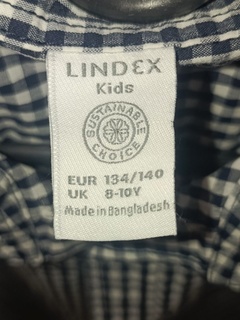 LINDEX
Kids
SUSTAINABLE CHOICE
EUR 134/140
UK 8-10Y
Made in Bangladesh